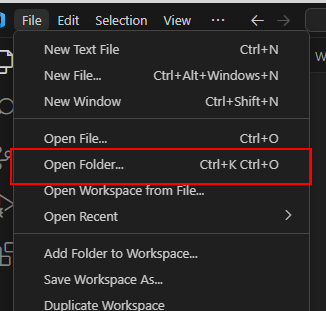 File Edit Selection View ...
New Text File Ctrl+N
New File... Ctrl+Alt+Windows+N
New Window Ctrl+Shift+N
Open File... Ctrl+O
Open Folder... Ctrl+K Ctrl+O
Open Workspace from File...
Open Recent
Add Folder to Workspace...
Save Workspace As...
Duplicate Workspace